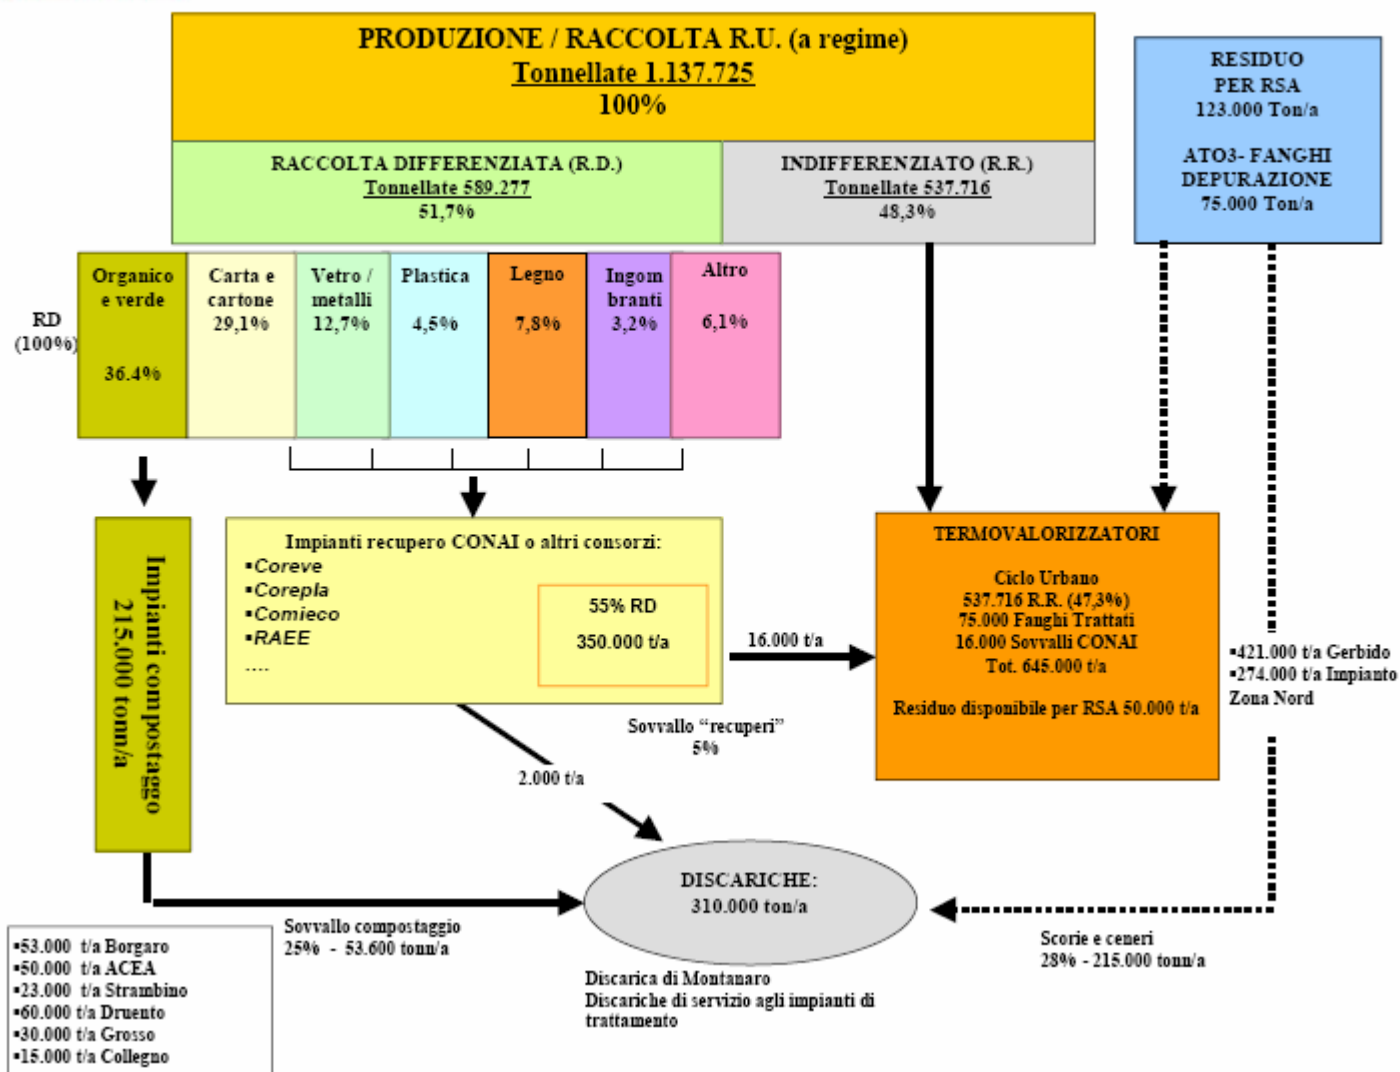 PRODUZIONE / RACCOLTA R.U. (a regime)
Tonnellate 1.137.725
100%
RACCOLTA DIFFERENZIATA (R.D.)
Tonnellate 589.277
51,7%
INDIFFERENZIATO (R.R.)
Tonnellate 537.716
48,3%
RESIDUO
PER RSA
123.000 Ton/a
ATO3- FANGHI
DEPURAZIONE
75.000 Ton/a
RD
(100%)
Organico
e verde
36.4%
Carta e
cartone
29,1%
Vetro /
metalli
12,7%
Plastica
4,5%
Legno
7,8%
Ingom
branti
3,2%
Altro
6,1%
Impianti compostaggo
215.000 tonn/a
Impianti recupero CONAI o altri consorzi:
▪Coreve
▪Corepla
▪Comieco
▪RAEE
....
55% RD
350.000 t/a
16.000 t/a
Sovvallo “recuperi”
5%
2.000 t/a
TERMOVALORIZZATORI
Ciclo Urbano
537.716 R.R. (47,3%)
75.000 Fanghi Trattati
16.000 Sovvalli CONAI
Tot. 645.000 t/a
Residuo disponibile per RSA 50.000 t/a
▪421.000 t/a Gerbido
▪274.000 t/a Impianto
Zona Nord
DISCARICHE:
310.000 ton/a
Sovvallo compostaggio
25% - 53.600 tonn/a
Scorie e ceneri
28% - 215.000 tonn/a
Discarica di Montanaro
Discariche di servizio agli impianti di
trattamento
▪53.000 t/a Borgaro
▪50.000 t/a ACEA
▪23.000 t/a Strambino
▪60.000 t/a Druento
▪30.000 t/a Grosso
▪15.000 t/a Collegno